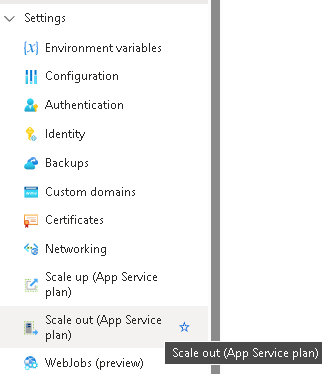 Settings
Environment variables
Configuration
Authentication
Identity
Backups
Custom domains
Certificates
Networking
Scale up (App Service
plan)
Scale out (App Service
plan)
Scale out (App Service plan)
WebJobs (preview)